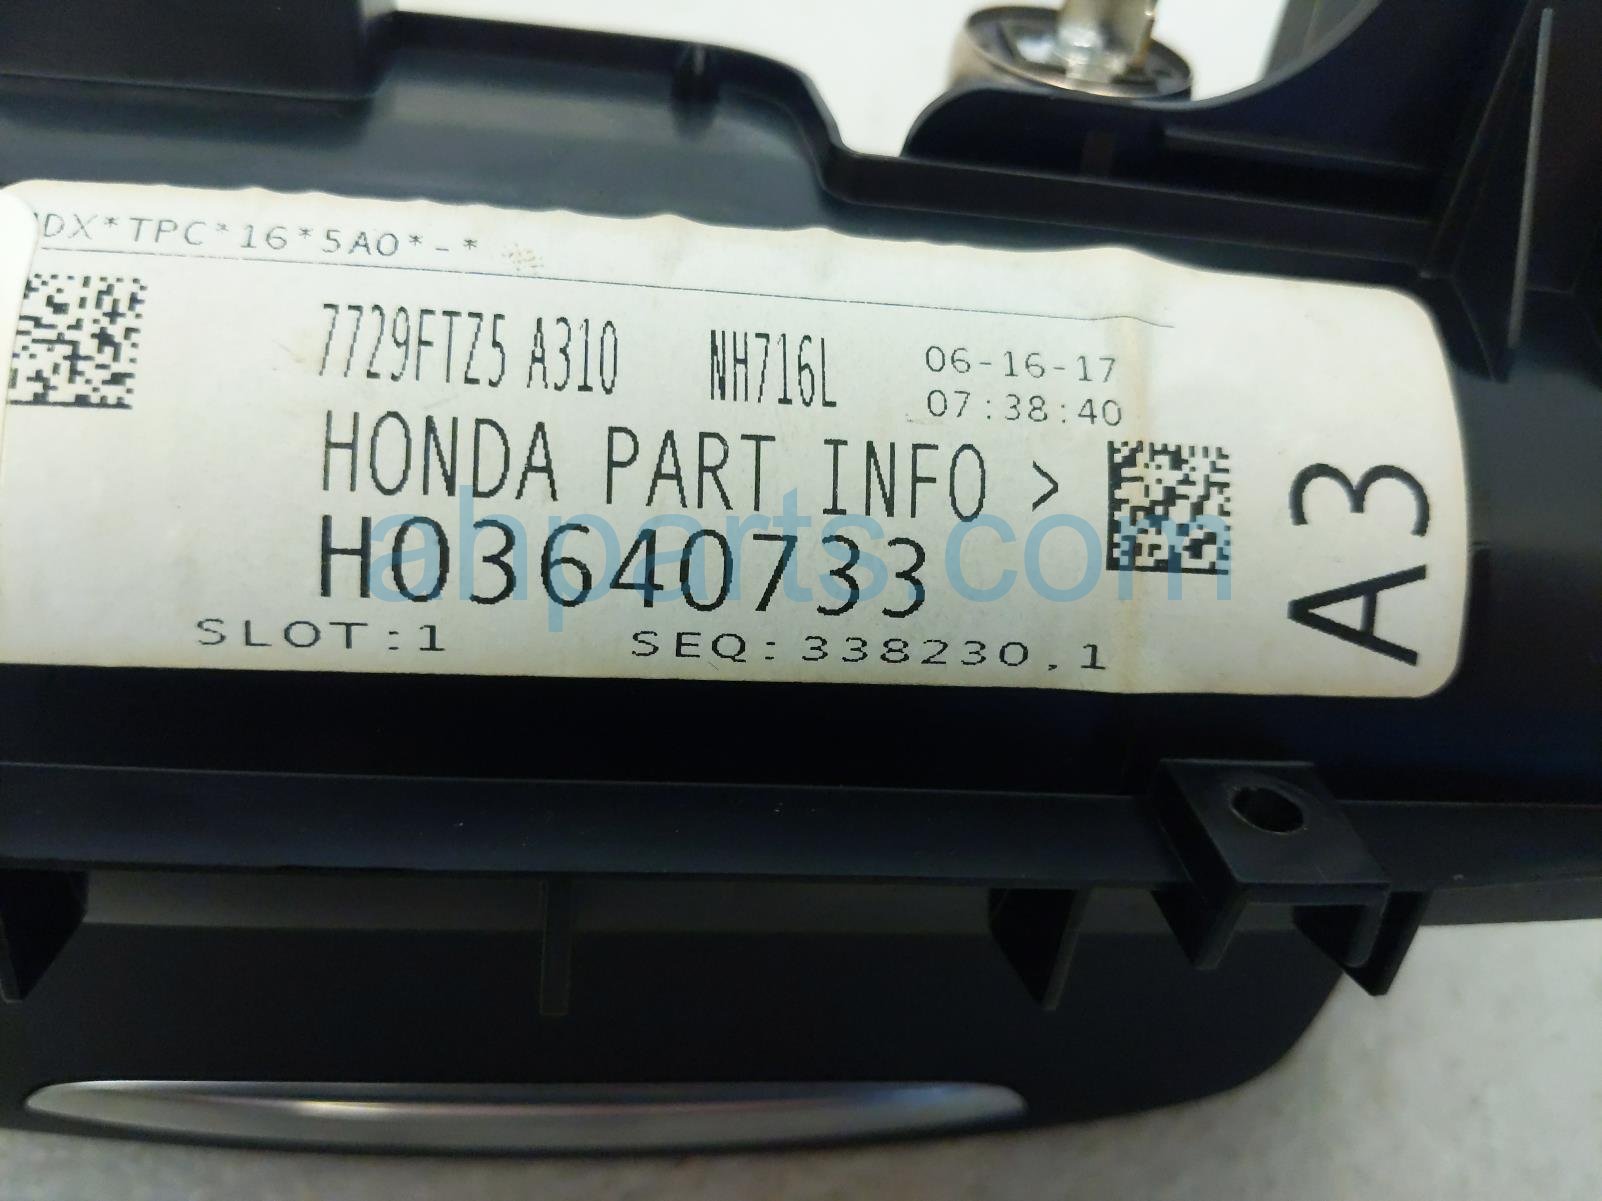 DX*TPC*16*5A0*-*
7729FTZ5 A310 NH716L 06-16-17
07:38:40
HONDA PART INFO >
H03640733
SLOT:1 SEQ:338230,1
A3
ahparts.com